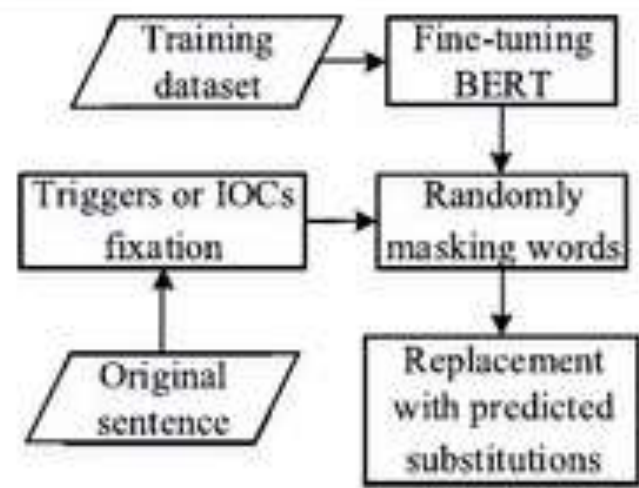 Training
dataset
Fine-tuning
BERT
Triggers or IOCs
fixation
Randomly
masking words
Original
sentence
Replacement
with predicted
substitutions